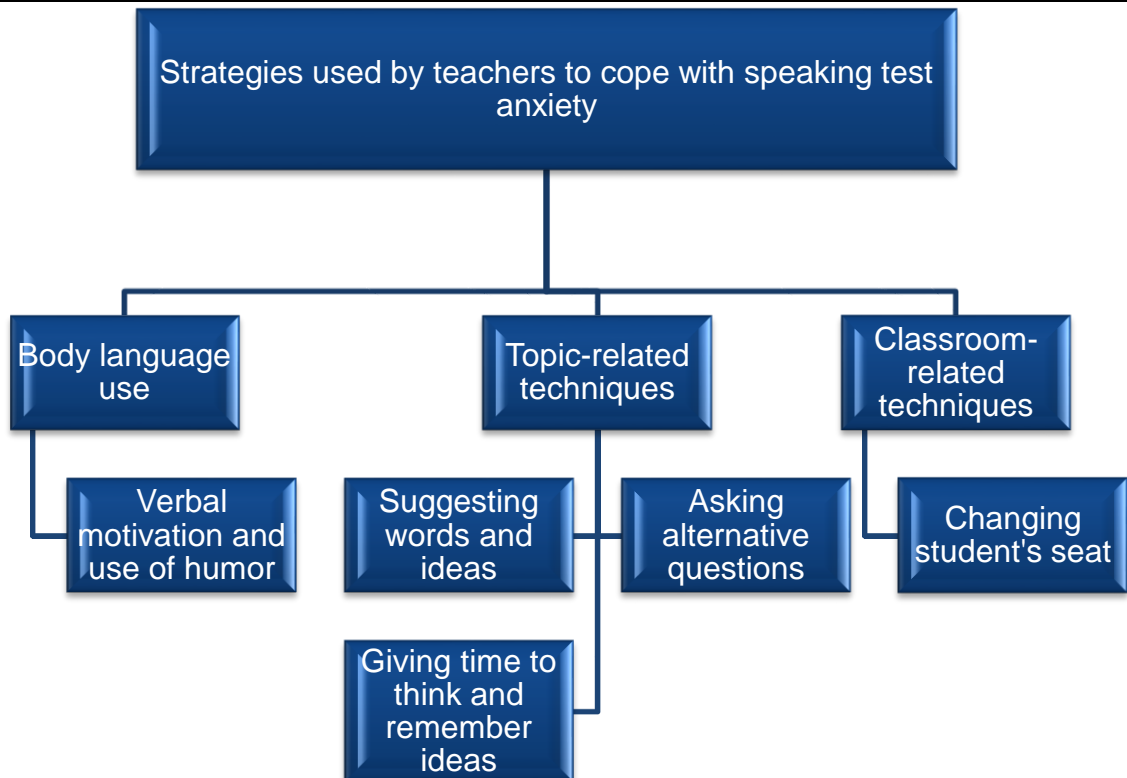 Strategies used by teachers to cope with speaking test
anxiety
Body language
use
Topic-related
techniques
Classroom-
related
techniques
Verbal
motivation and
use of humor
Suggesting
words and
ideas
Asking
alternative
questions
Changing
student's seat
Giving time to
think and
remember
ideas